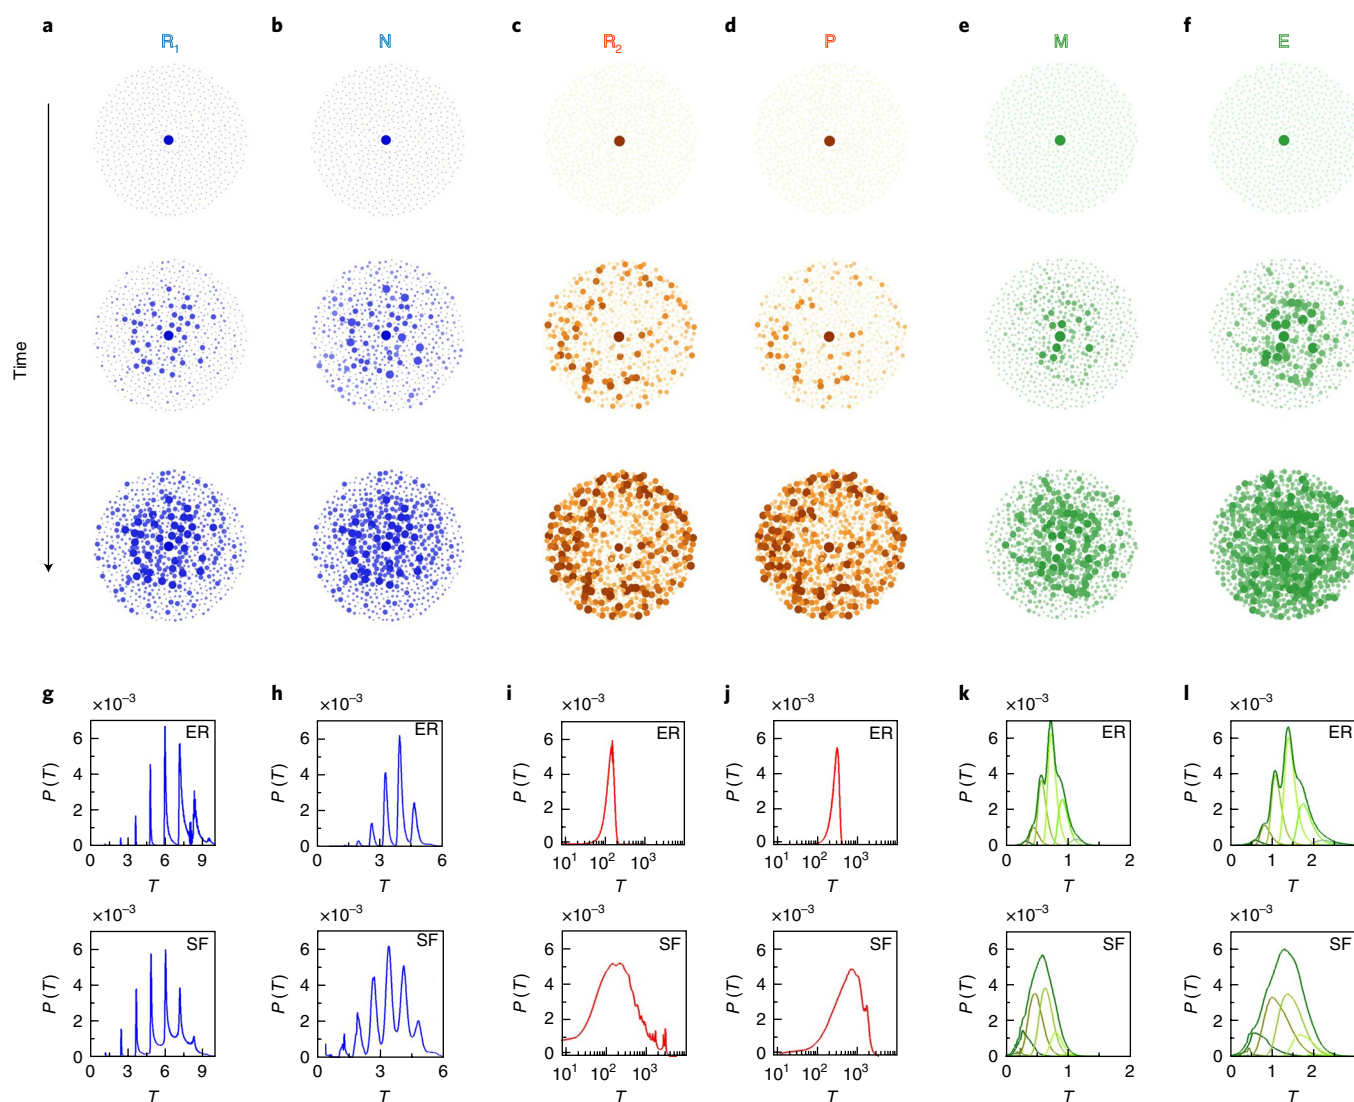 a b c d e f
R1 N R2 P M E
Time
g h i j k l
×10−3 ×10−3 ×10−3 ×10−3 ×10−3 ×10−3
ER ER ER ER ER ER
P (T) P (T) P (T) P (T) P (T) P (T)
6 6 6 6 6 6
4 4 4 4 4 4
2 2 2 2 2 2
0 0 0 0 0 0
0 3 6 9 0 3 6 101 102 103 101 102 103 0 1 2 0 1 2
T T T T T T
×10−3 ×10−3 ×10−3 ×10−3 ×10−3 ×10−3
SF SF SF SF SF SF
P (T) P (T) P (T) P (T) P (T) P (T)
6 6 6 6 6 6
4 4 4 4 4 4
2 2 2 2 2 2
0 0 0 0 0 0
0 3 6 9 0 3 6 101 102 103 101 102 103 0 1 2 0 1 2
T T T T T T